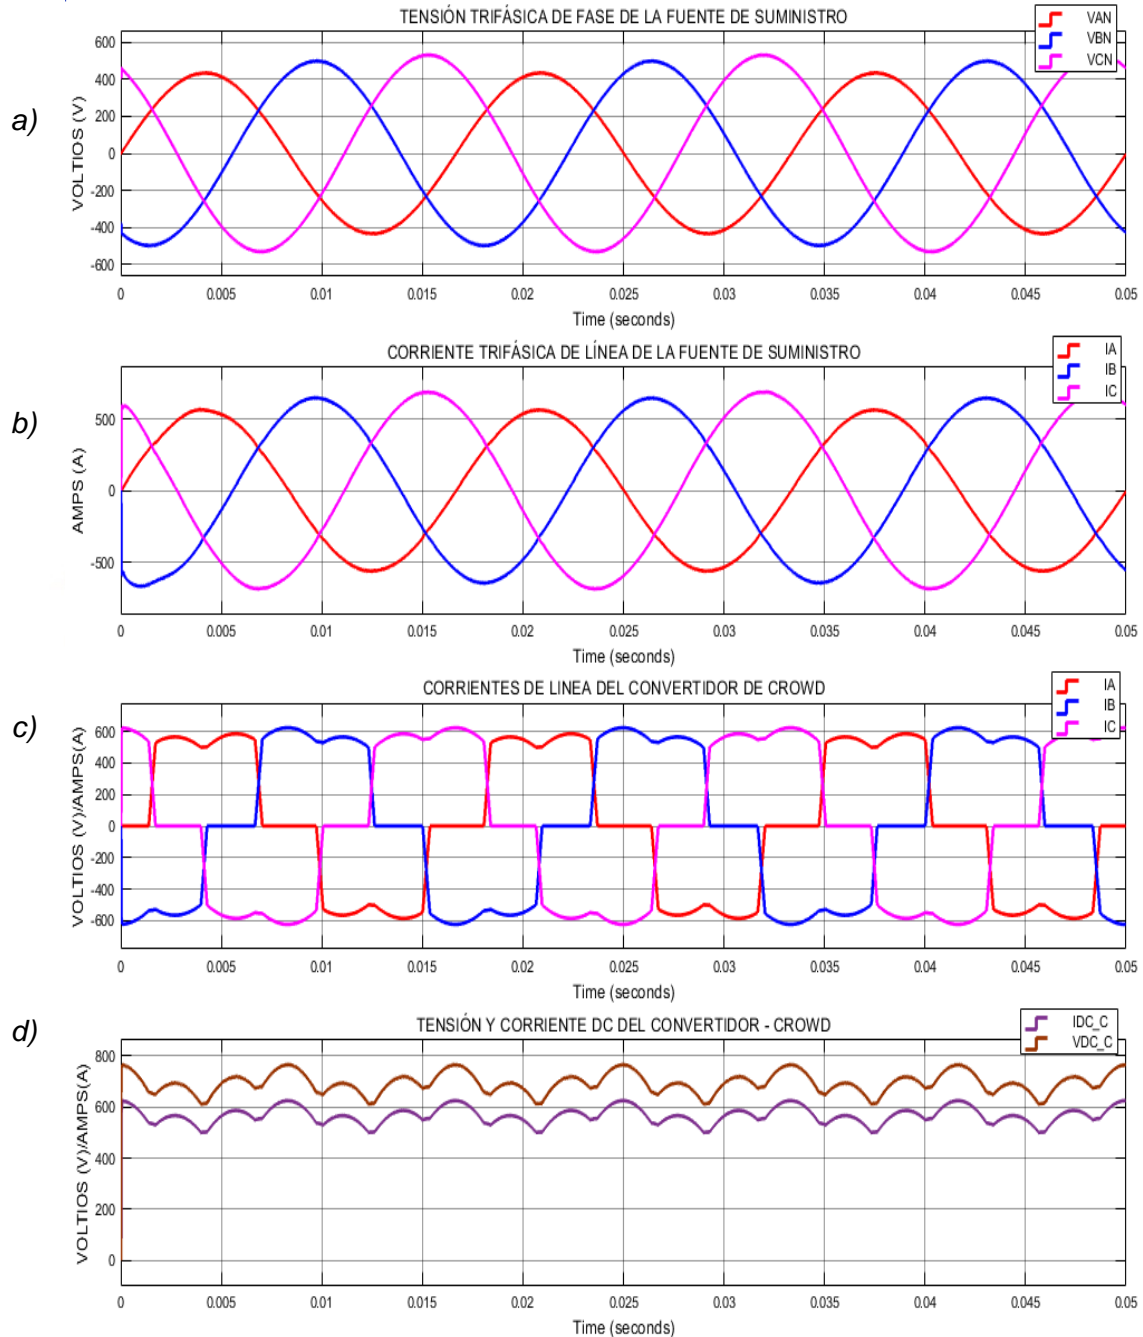 TENSIÓN TRIFÁSICA DE FASE DE LA FUENTE DE SUMINISTRO
VAN
VBN
VCN
a)
VOLTIOS (V)
600
400
200
0
-200
-400
-600
0 0.005 0.01 0.015 0.02 0.025 0.03 0.035 0.04 0.045 0.05
Time (seconds)
CORRIENTE TRIFÁSICA DE LÍNEA DE LA FUENTE DE SUMINISTRO
IA
IB
IC
b)
AMPS (A)
500
0
-500
0 0.005 0.01 0.015 0.02 0.025 0.03 0.035 0.04 0.045 0.05
Time (seconds)
CORRIENTES DE LINEA DEL CONVERTIDOR DE CROWD
IA
IB
IC
c)
VOLTIOS (V)/AMPS(A)
600
400
200
0
-200
-400
-600
0 0.005 0.01 0.015 0.02 0.025 0.03 0.035 0.04 0.045 0.05
Time (seconds)
d)
TENSIÓN Y CORRIENTE DC DEL CONVERTIDOR - CROWD
IDC_C
VDC_C
VOLTIOS (V)/AMPS(A)
800
600
400
200
0
0 0.005 0.01 0.015 0.02 0.025 0.03 0.035 0.04 0.045 0.05
Time (seconds)